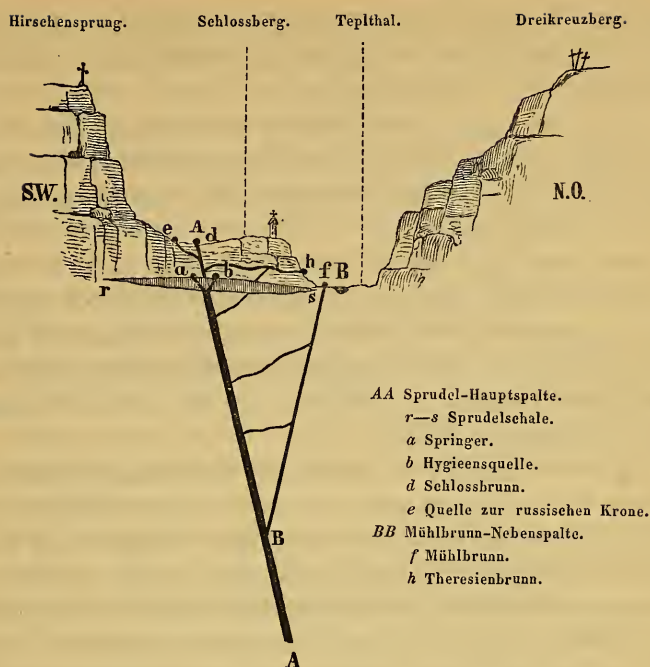 Hirschensprung. Schlossberg. Teplthal. Dreikreuzberg.
S.W.
N.O.
e A d
a b h f B
r s
AA Sprudel-Hauptspalte.
r—s Sprudelschale.
a Springer.
b Hygieensquelle.
d Schlossbrunn.
e Quelle zur russischen Krone.
BB Mühlbrunn-Nebenspalte.
f Mühlbrunn.
h Theresienbrunn.
B
A